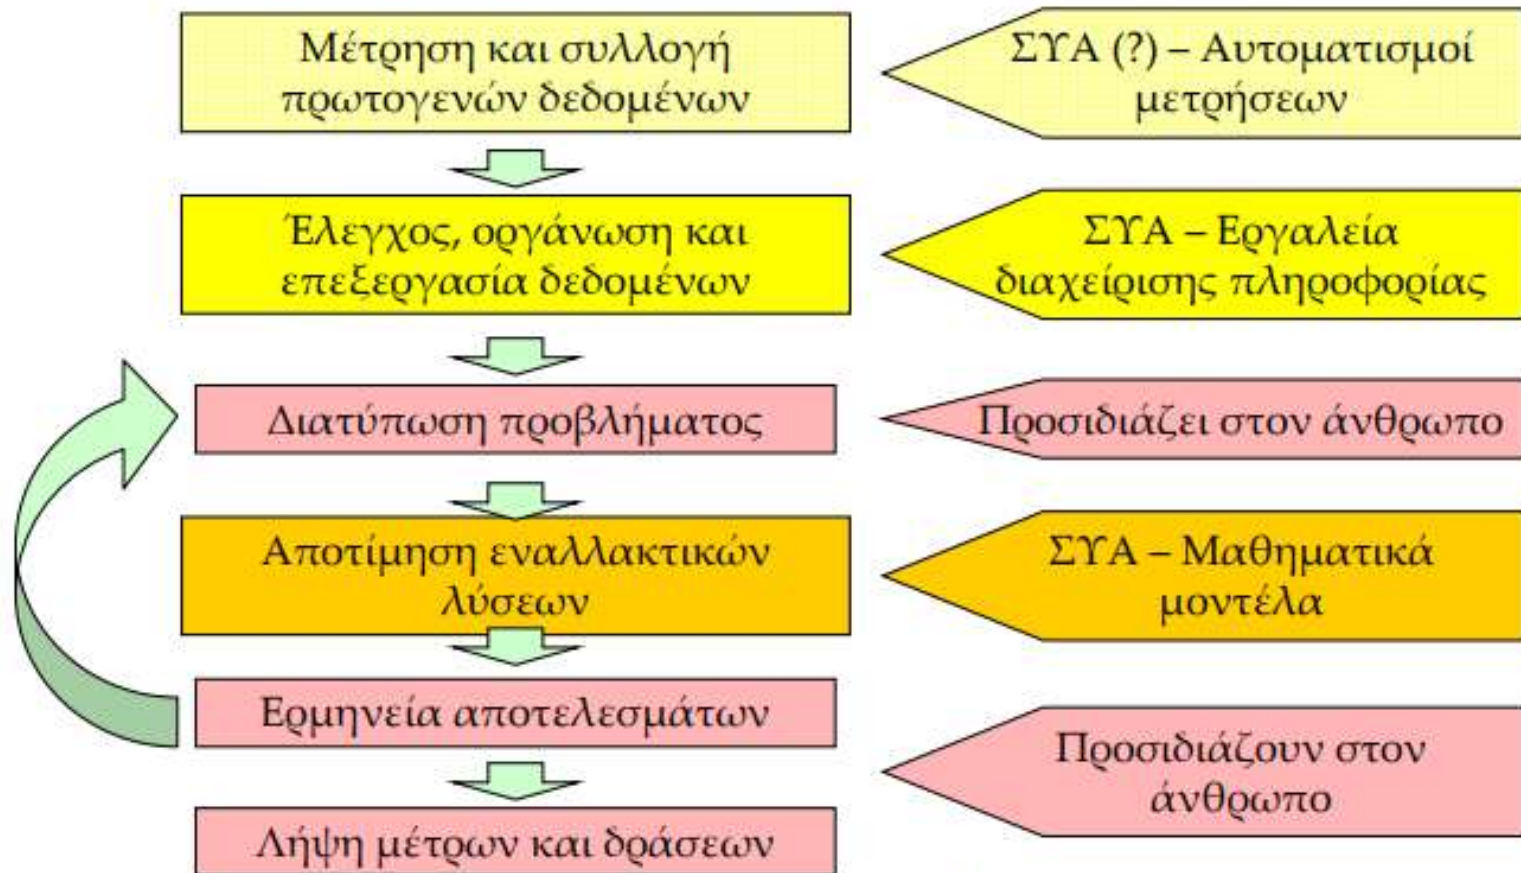 Μέτρηση και συλλογή
πρωτογενών δεδομένων
ΣΥΑ (?) – Αυτοματισμοί
μετρήσεων
Έλεγχος, οργάνωση και
επεξεργασία δεδομένων
ΣΥΑ – Εργαλεία
διαχείρισης πληροφορίας
Διατύπωση προβλήματος
Προσιδιάζει στον άνθρωπο
Αποτίμηση εναλλακτικών
λύσεων
ΣΥΑ – Μαθηματικά
μοντέλα
Ερμηνεία αποτελεσμάτων
Προσιδιάζουν στον
άνθρωπο
Λήψη μέτρων και δράσεων